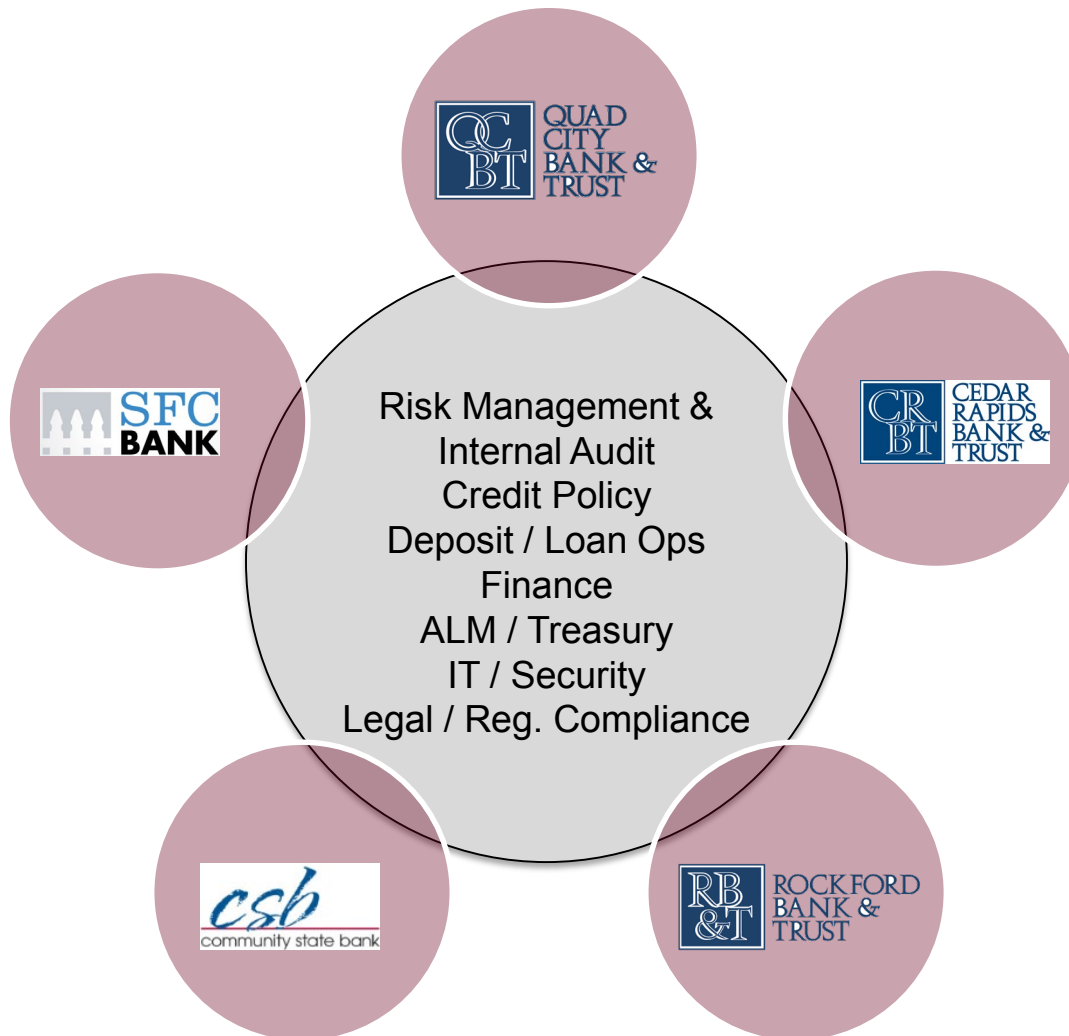 QC
BT
QUAD
CITY
BANK &
TRUST
SFC
BANK
CR
BT
CEDAR
RAPIDS
BANK &
TRUST
Risk Management &
Internal Audit
Credit Policy
Deposit / Loan Ops
Finance
ALM / Treasury
IT / Security
Legal / Reg. Compliance
csb
community state bank
RB
&T
ROCKFORD
BANK &
TRUST